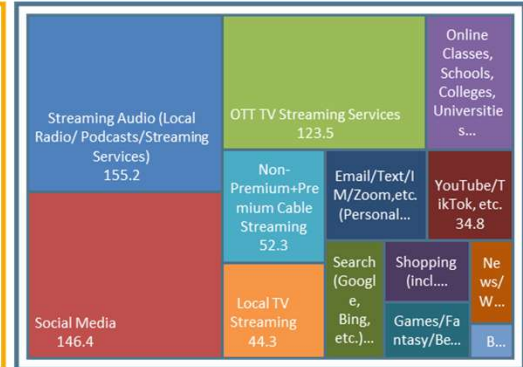 Streaming Audio (Local
Radio/ Podcasts/Streaming
Services)
155.2
Social Media
146.4
OTT TV Streaming Services
123.5
Non-
Premium+Pre
mium Cable
Streaming
52.3
Local TV
Streaming
44.3
Online
Classes,
Schools,
Colleges,
Universitie
s...
Email/Text/I
M/Zoom,etc.
(Personal...
YouTube/T
ikTok, etc.
34.8
Search
(Googl
e,
Bing,
etc.)...
Shopping
(incl....
Games/Fa
ntasy/Be...
Ne
ws/
W...
B...